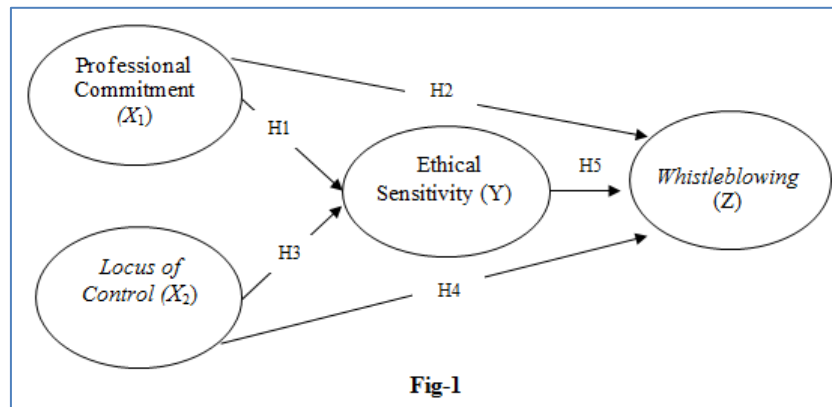 Professional
Commitment
(X₁)
H2
H1
Ethical
Sensitivity (Y)
H5
Whistleblowing
(Z)
Locus of
Control (X₂)
H3
H4
Fig-1